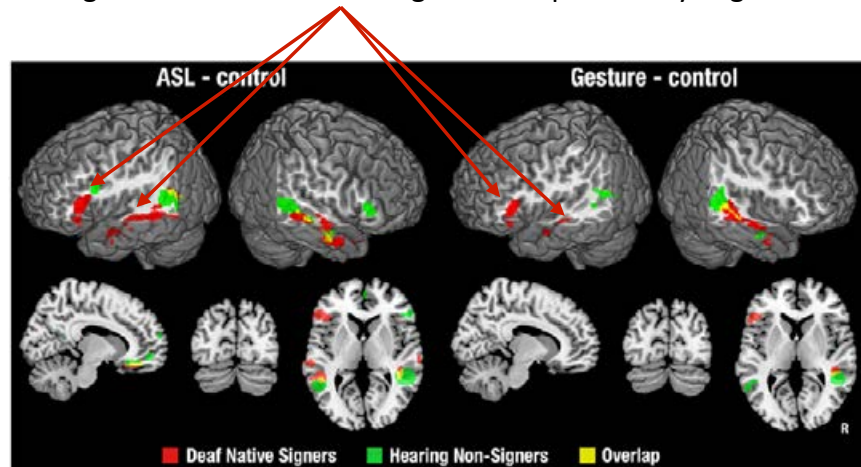 ASL - control Gesture - control
R
Deaf Native Signers Hearing Non-Signers Overlap